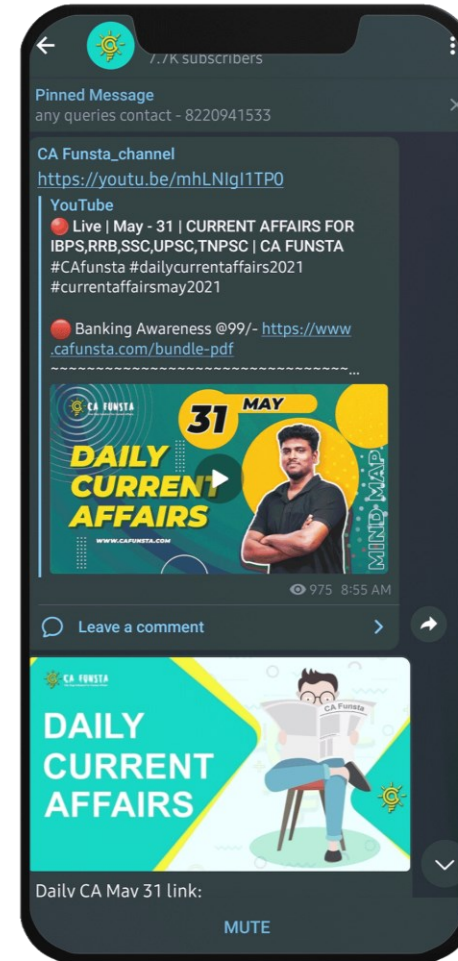 7.7K subscribers
Pinned Message
any queries contact - 8220941533
CA Funsta_channel
https://youtu.be/mhLNIgI1TP0
YouTube
🔴 Live | May - 31 | CURRENT AFFAIRS FOR
IBPS,RRB,SSC,UPSC,TNPSC | CA FUNSTA
#CAfunsta #dailycurrentaffairs2021
#currentaffairsmay2021
🔴 Banking Awareness @99/- https://www
.cafunsta.com/bundle-pdf
~~~~~~~~~~~~~~~~~~~~~~~~~~~~~~~~~...
CA FUNSTA
31 MAY
DAILY
CURRENT
AFFAIRS
WWW.CAFUNSTA.COM
MIND MAP
975 8:55 AM
Leave a comment
CA FUNSTA
DAILY
CURRENT
AFFAIRS
CA Funsta
Daily CA May 31 link:
MUTE